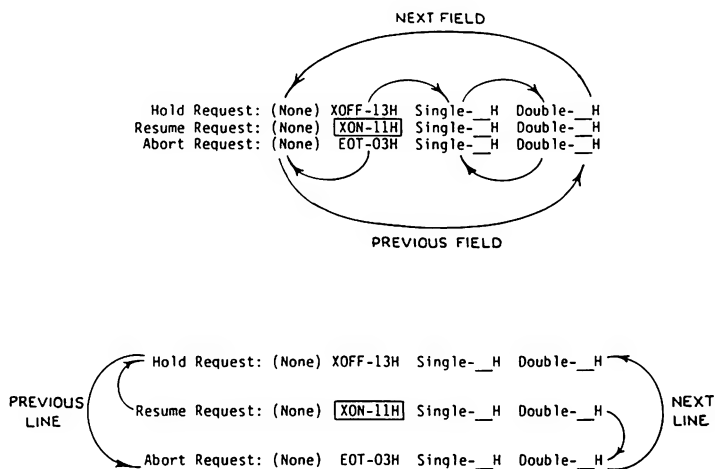 NEXT FIELD
Hold Request: (None) XOFF-13H Single-__H Double-__H
Resume Request: (None) XON-11H Single-__H Double-__H
Abort Request: (None) EOT-03H Single-__H Double-__H
PREVIOUS FIELD
Hold Request: (None) XOFF-13H Single-__H Double-__H
PREVIOUS LINE
Resume Request: (None) XON-11H Single-__H Double-__H
NEXT LINE
Abort Request: (None) EOT-03H Single-__H Double-__H